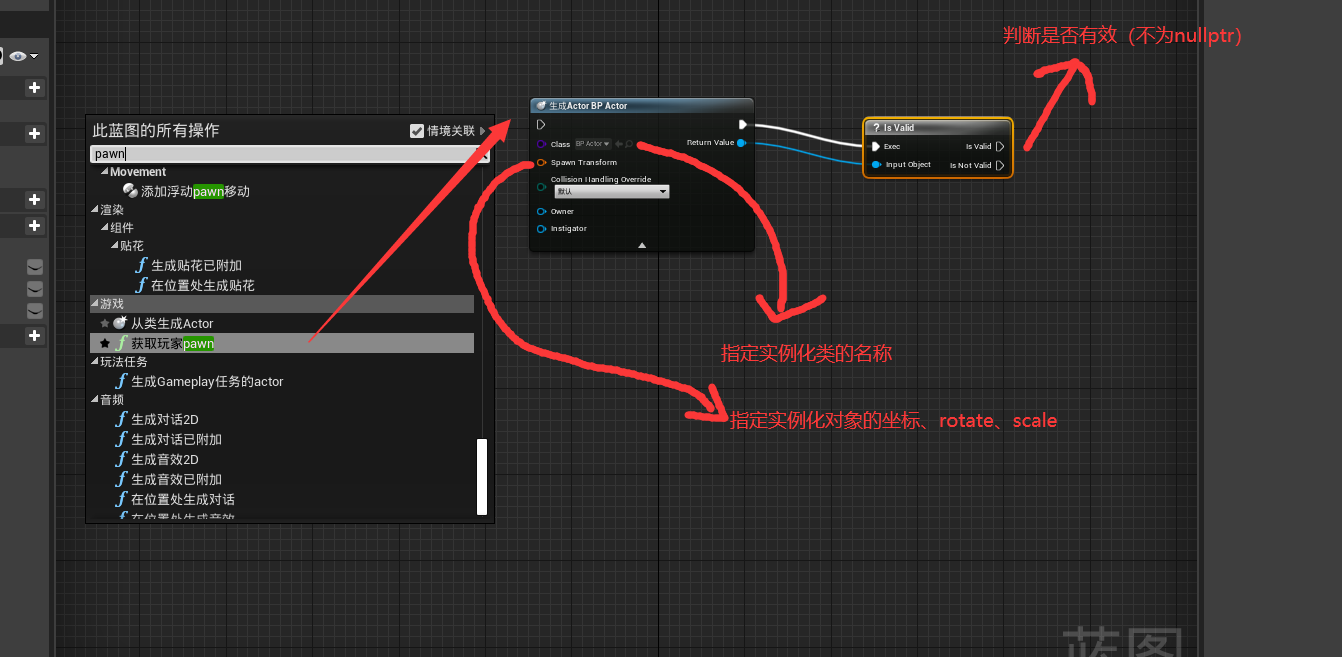 判断是否有效（不为nullptr）
此蓝图的所有操作
情境关联
pawn
Movement
添加浮动pawn移动
渲染
组件
贴花
生成贴花已附加
在位置处生成贴花
游戏
从类生成Actor
获取玩家pawn
玩法任务
生成Gameplay任务的actor
音频
生成对话2D
生成对话已附加
生成音效2D
生成音效已附加
在位置处生成对话
在位置处生成音效
生成Actor BP Actor
Class
BP Actor
Return Value
Spawn Transform
Collision Handling Override
默认
Owner
Instigator
? Is Valid
Exec
Is Valid
Input Object
Is Not Valid
指定实例化类的名称
指定实例化对象的坐标、rotate、scale
蓝图